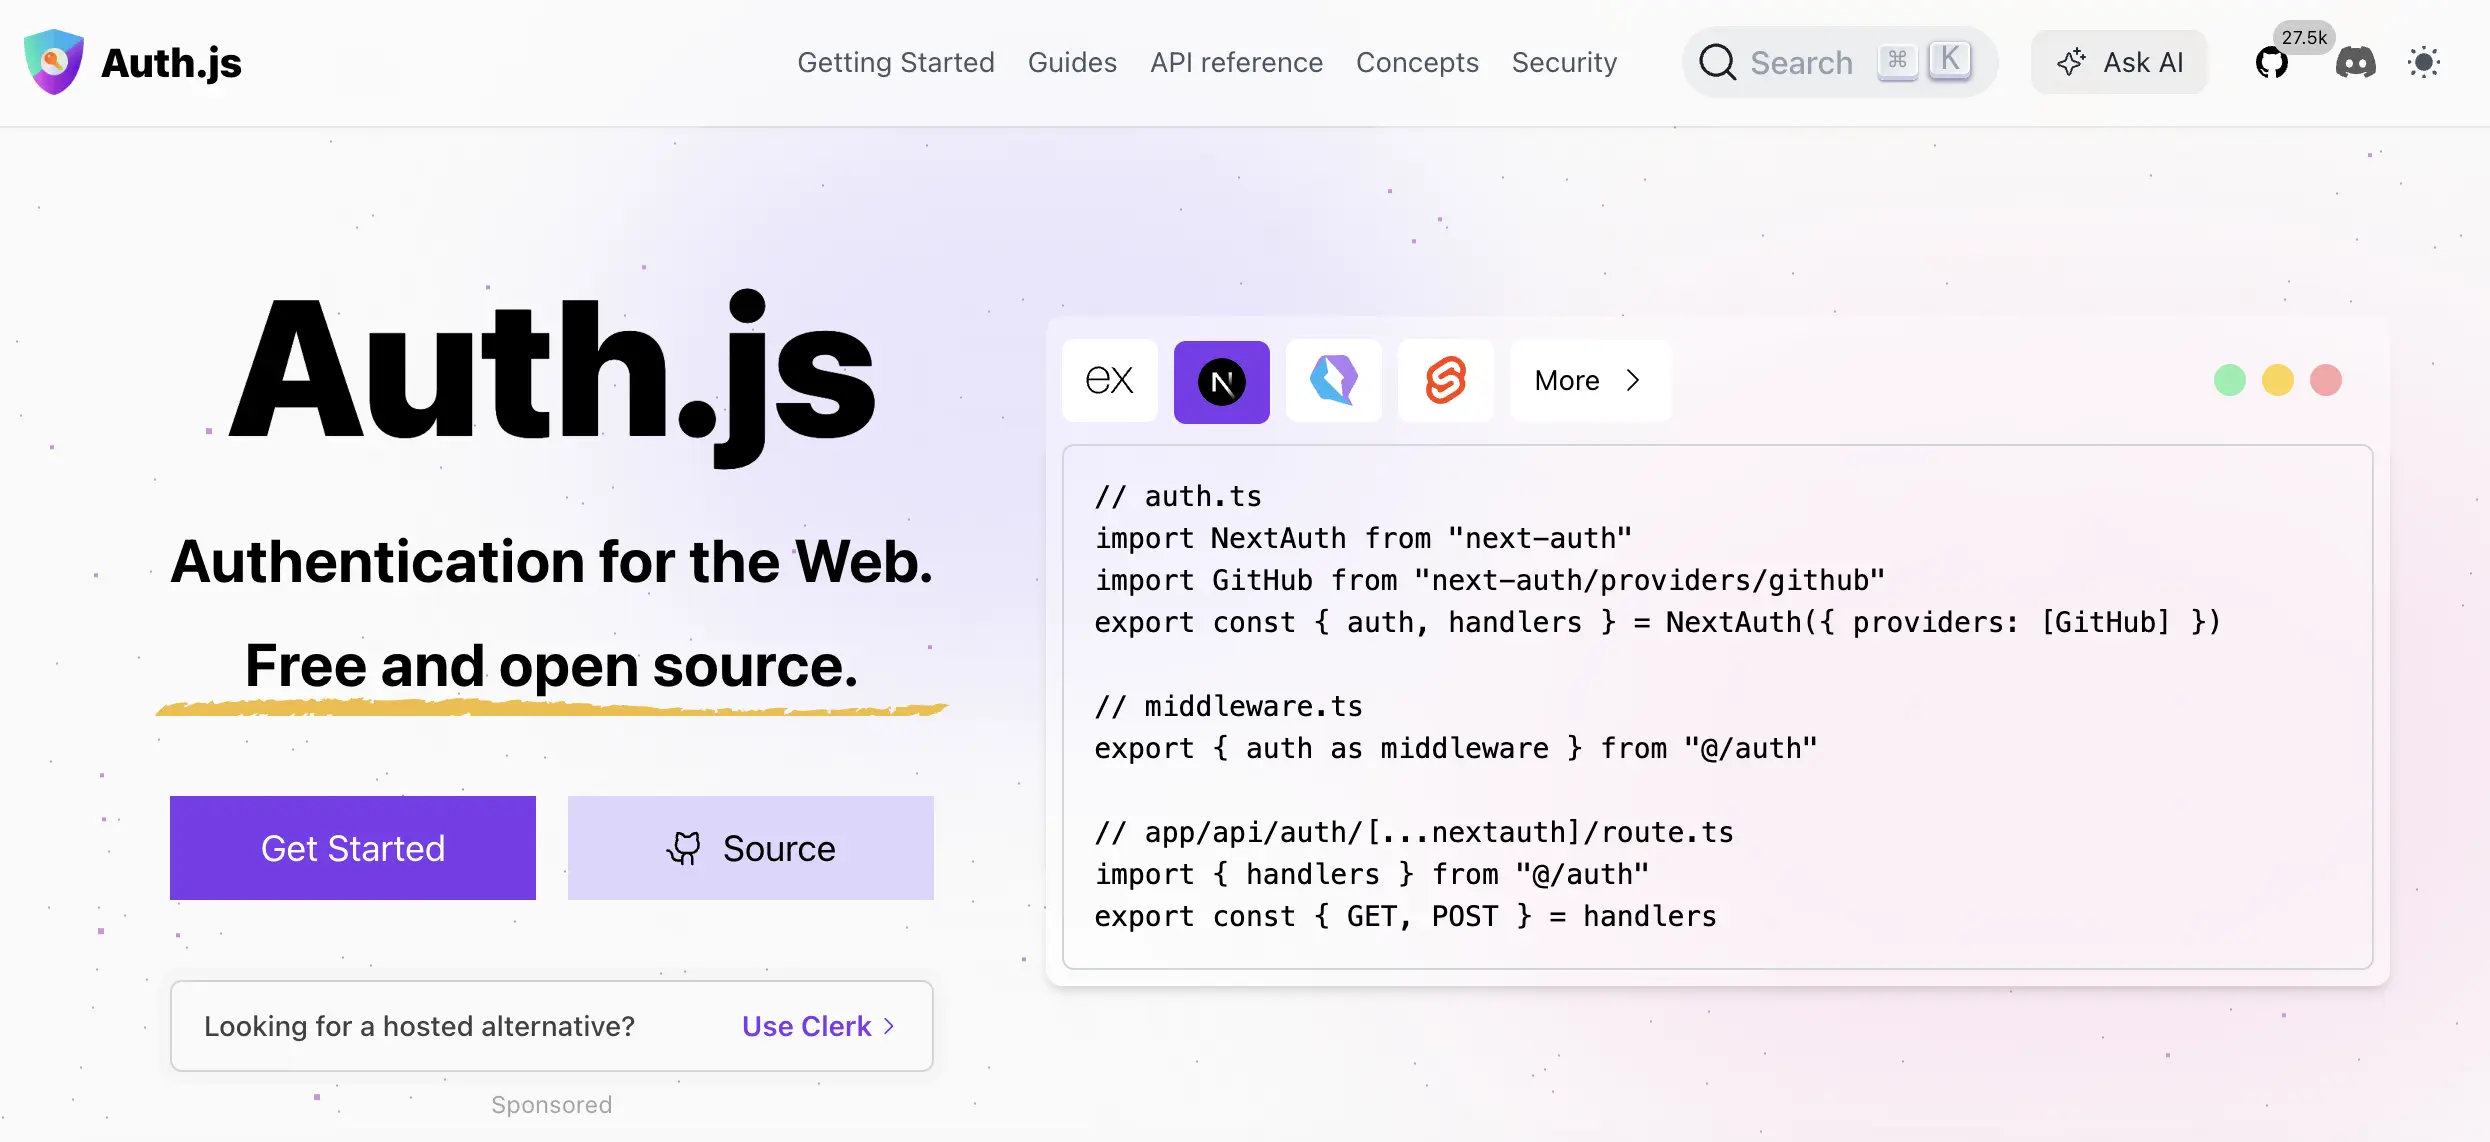 Auth.js
Getting Started Guides API reference Concepts Security
Search ⌘ K
Ask AI
27.5k
Auth.js
Authentication for the Web.
Free and open source.
Get Started
Source
Looking for a hosted alternative? Use Clerk
Sponsored
ex N More
// auth.ts
import NextAuth from "next-auth"
import GitHub from "next-auth/providers/github"
export const { auth, handlers } = NextAuth({ providers: [GitHub] })
// middleware.ts
export { auth as middleware } from "@/auth"
// app/api/auth/[...nextauth]/route.ts
import { handlers } from "@/auth"
export const { GET, POST } = handlers